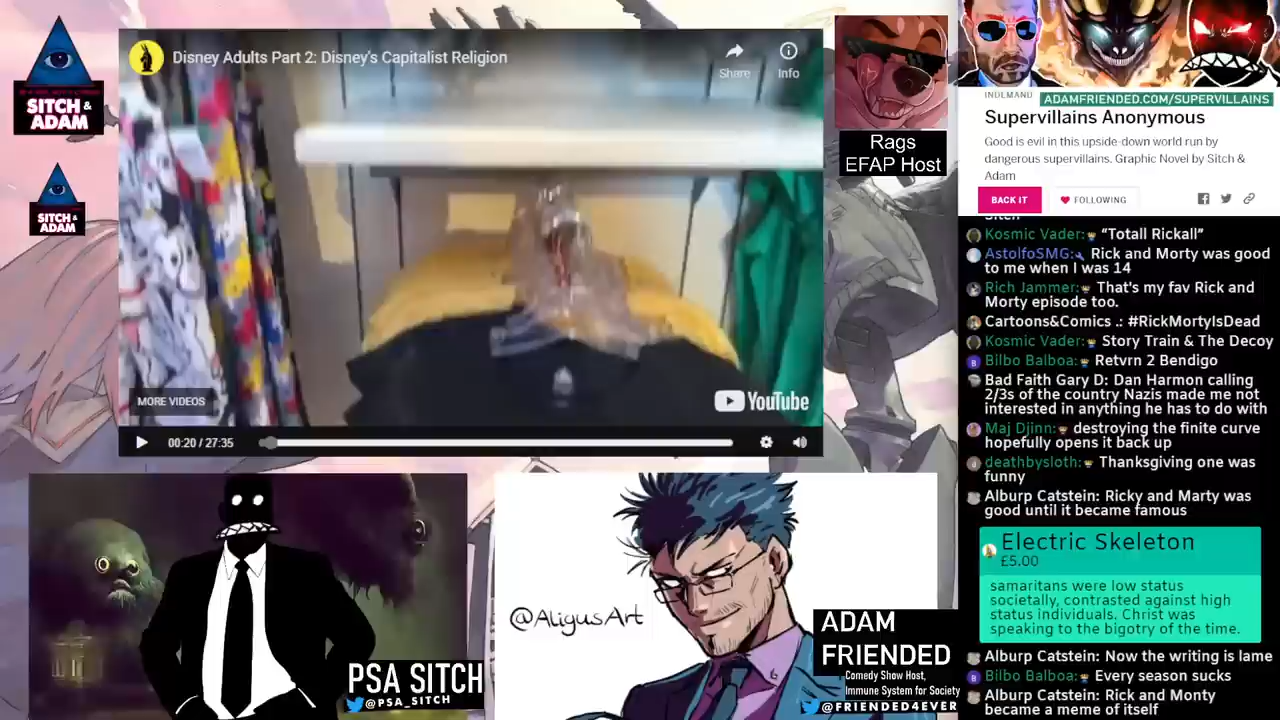 SITCH &
ADAM
SITCH &
ADAM
Disney Adults Part 2: Disney's Capitalist Religion
Share
Info
MORE VIDEOS
YouTube
00:20 / 27:35
Rags
EFAP Host
INDEMAND
ADAMFRIENDED.COM/SUPERVILLAINS
Supervillains Anonymous
Good is evil in this upside-down world run by
dangerous supervillains. Graphic Novel by Sitch &
Adam
BACK IT
FOLLOWING
Sitch
Kosmic Vader: “Totall Rickall”
AstolfoSMG: Rick and Morty was good
to me when I was 14
Rich Jammer: That's my fav Rick and
Morty episode too.
Cartoons&Comics .: #RickMortyIsDead
Kosmic Vader: Story Train & The Decoy
Bilbo Balboa: Retvrn 2 Bendigo
Bad Faith Gary D: Dan Harmon calling
2/3s of the country Nazis made me not
interested in anything he has to do with
Maj Djinn: destroying the finite curve
hopefully opens it back up
deathbysloth: Thanksgiving one was
funny
Alburp Catstein: Ricky and Marty was
good until it became famous
Electric Skeleton
£5.00
samaritans were low status
societally, contrasted against high
status individuals. Christ was
speaking to the bigotry of the time.
Alburp Catstein: Now the writing is lame
Bilbo Balboa: Every season sucks
Alburp Catstein: Rick and Monty
became a meme of itself
PSA SITCH
@PSA_SITCH
@AligusArt
ADAM
FRIENDED
Comedy Show Host,
Immune System for Society
@FRIENDED4EVER